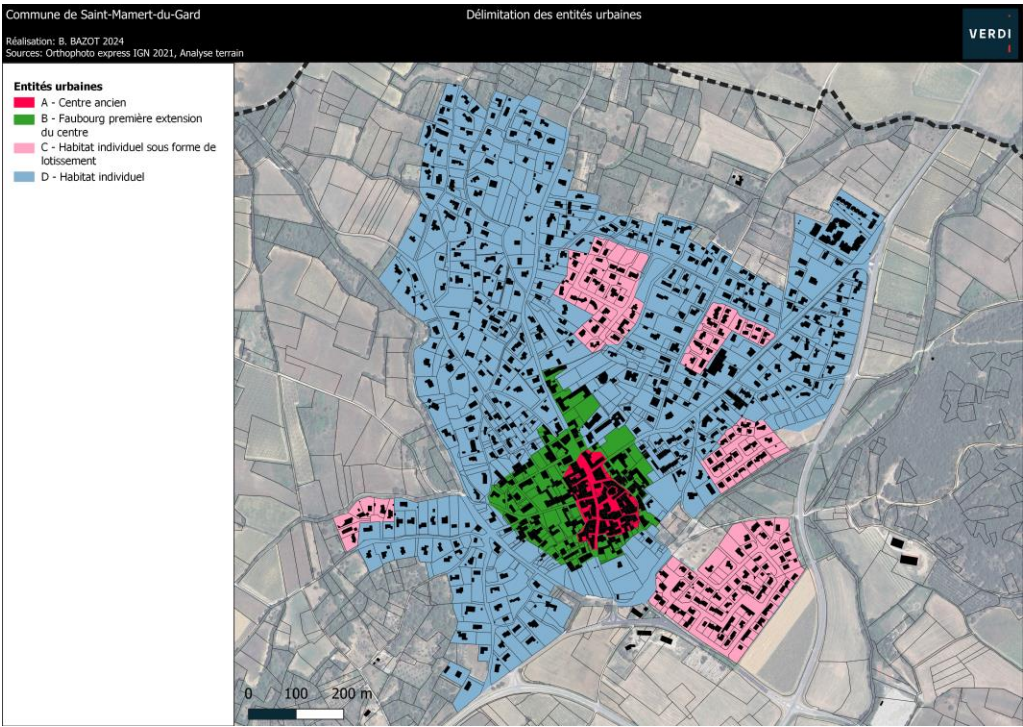 Commune de Saint-Mamert-du-Gard
Délimitation des entités urbaines
VERDI
Réalisation: B. BAZOT 2024
Sources: Orthophoto express IGN 2021, Analyse terrain
Entités urbaines
A - Centre ancien
B - Faubourg première extension
du centre
C - Habitat individuel sous forme de
lotissement
D - Habitat individuel
0 100 200 m